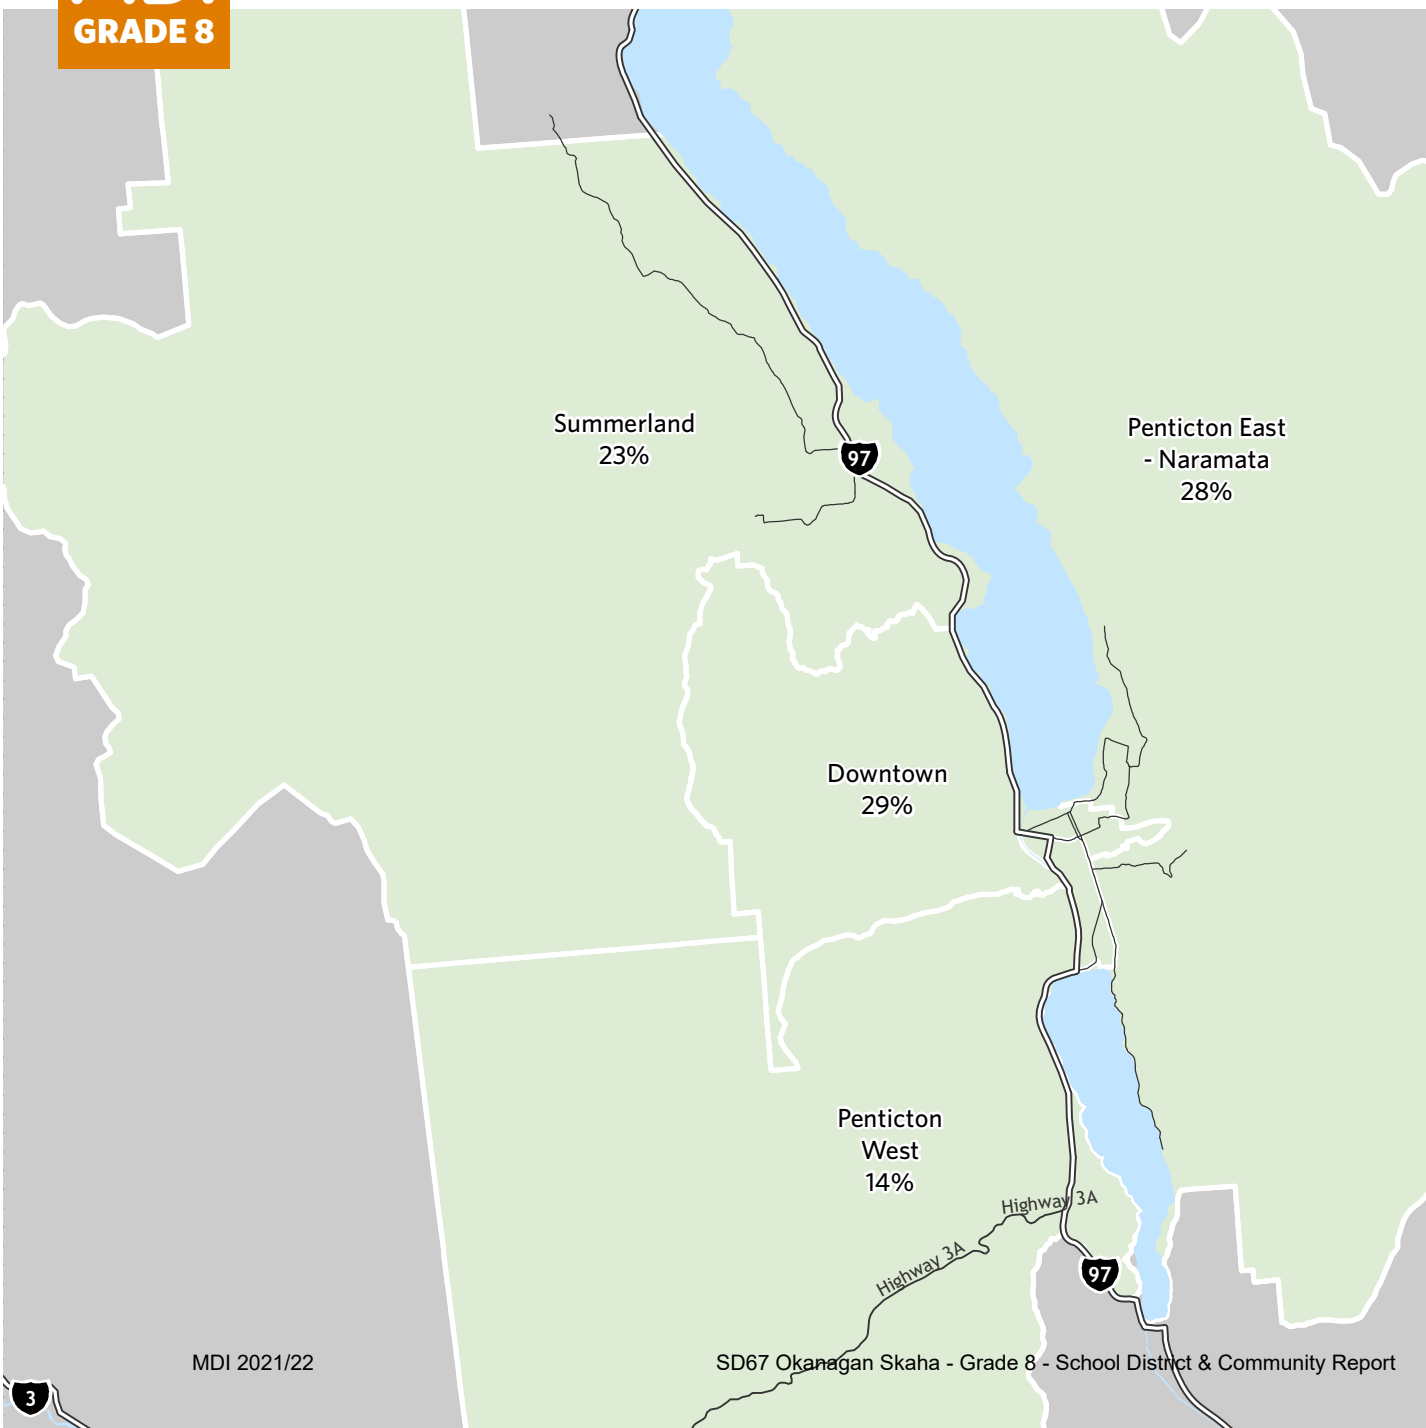 GRADE 8
Summerland
23%
97
Penticton East
- Naramata
28%
Downtown
29%
Penticton
West
14%
Highway 3A
Highway 3A
97
MDI 2021/22
SD67 Okanagan Skaha - Grade 8 - School District & Community Report
3